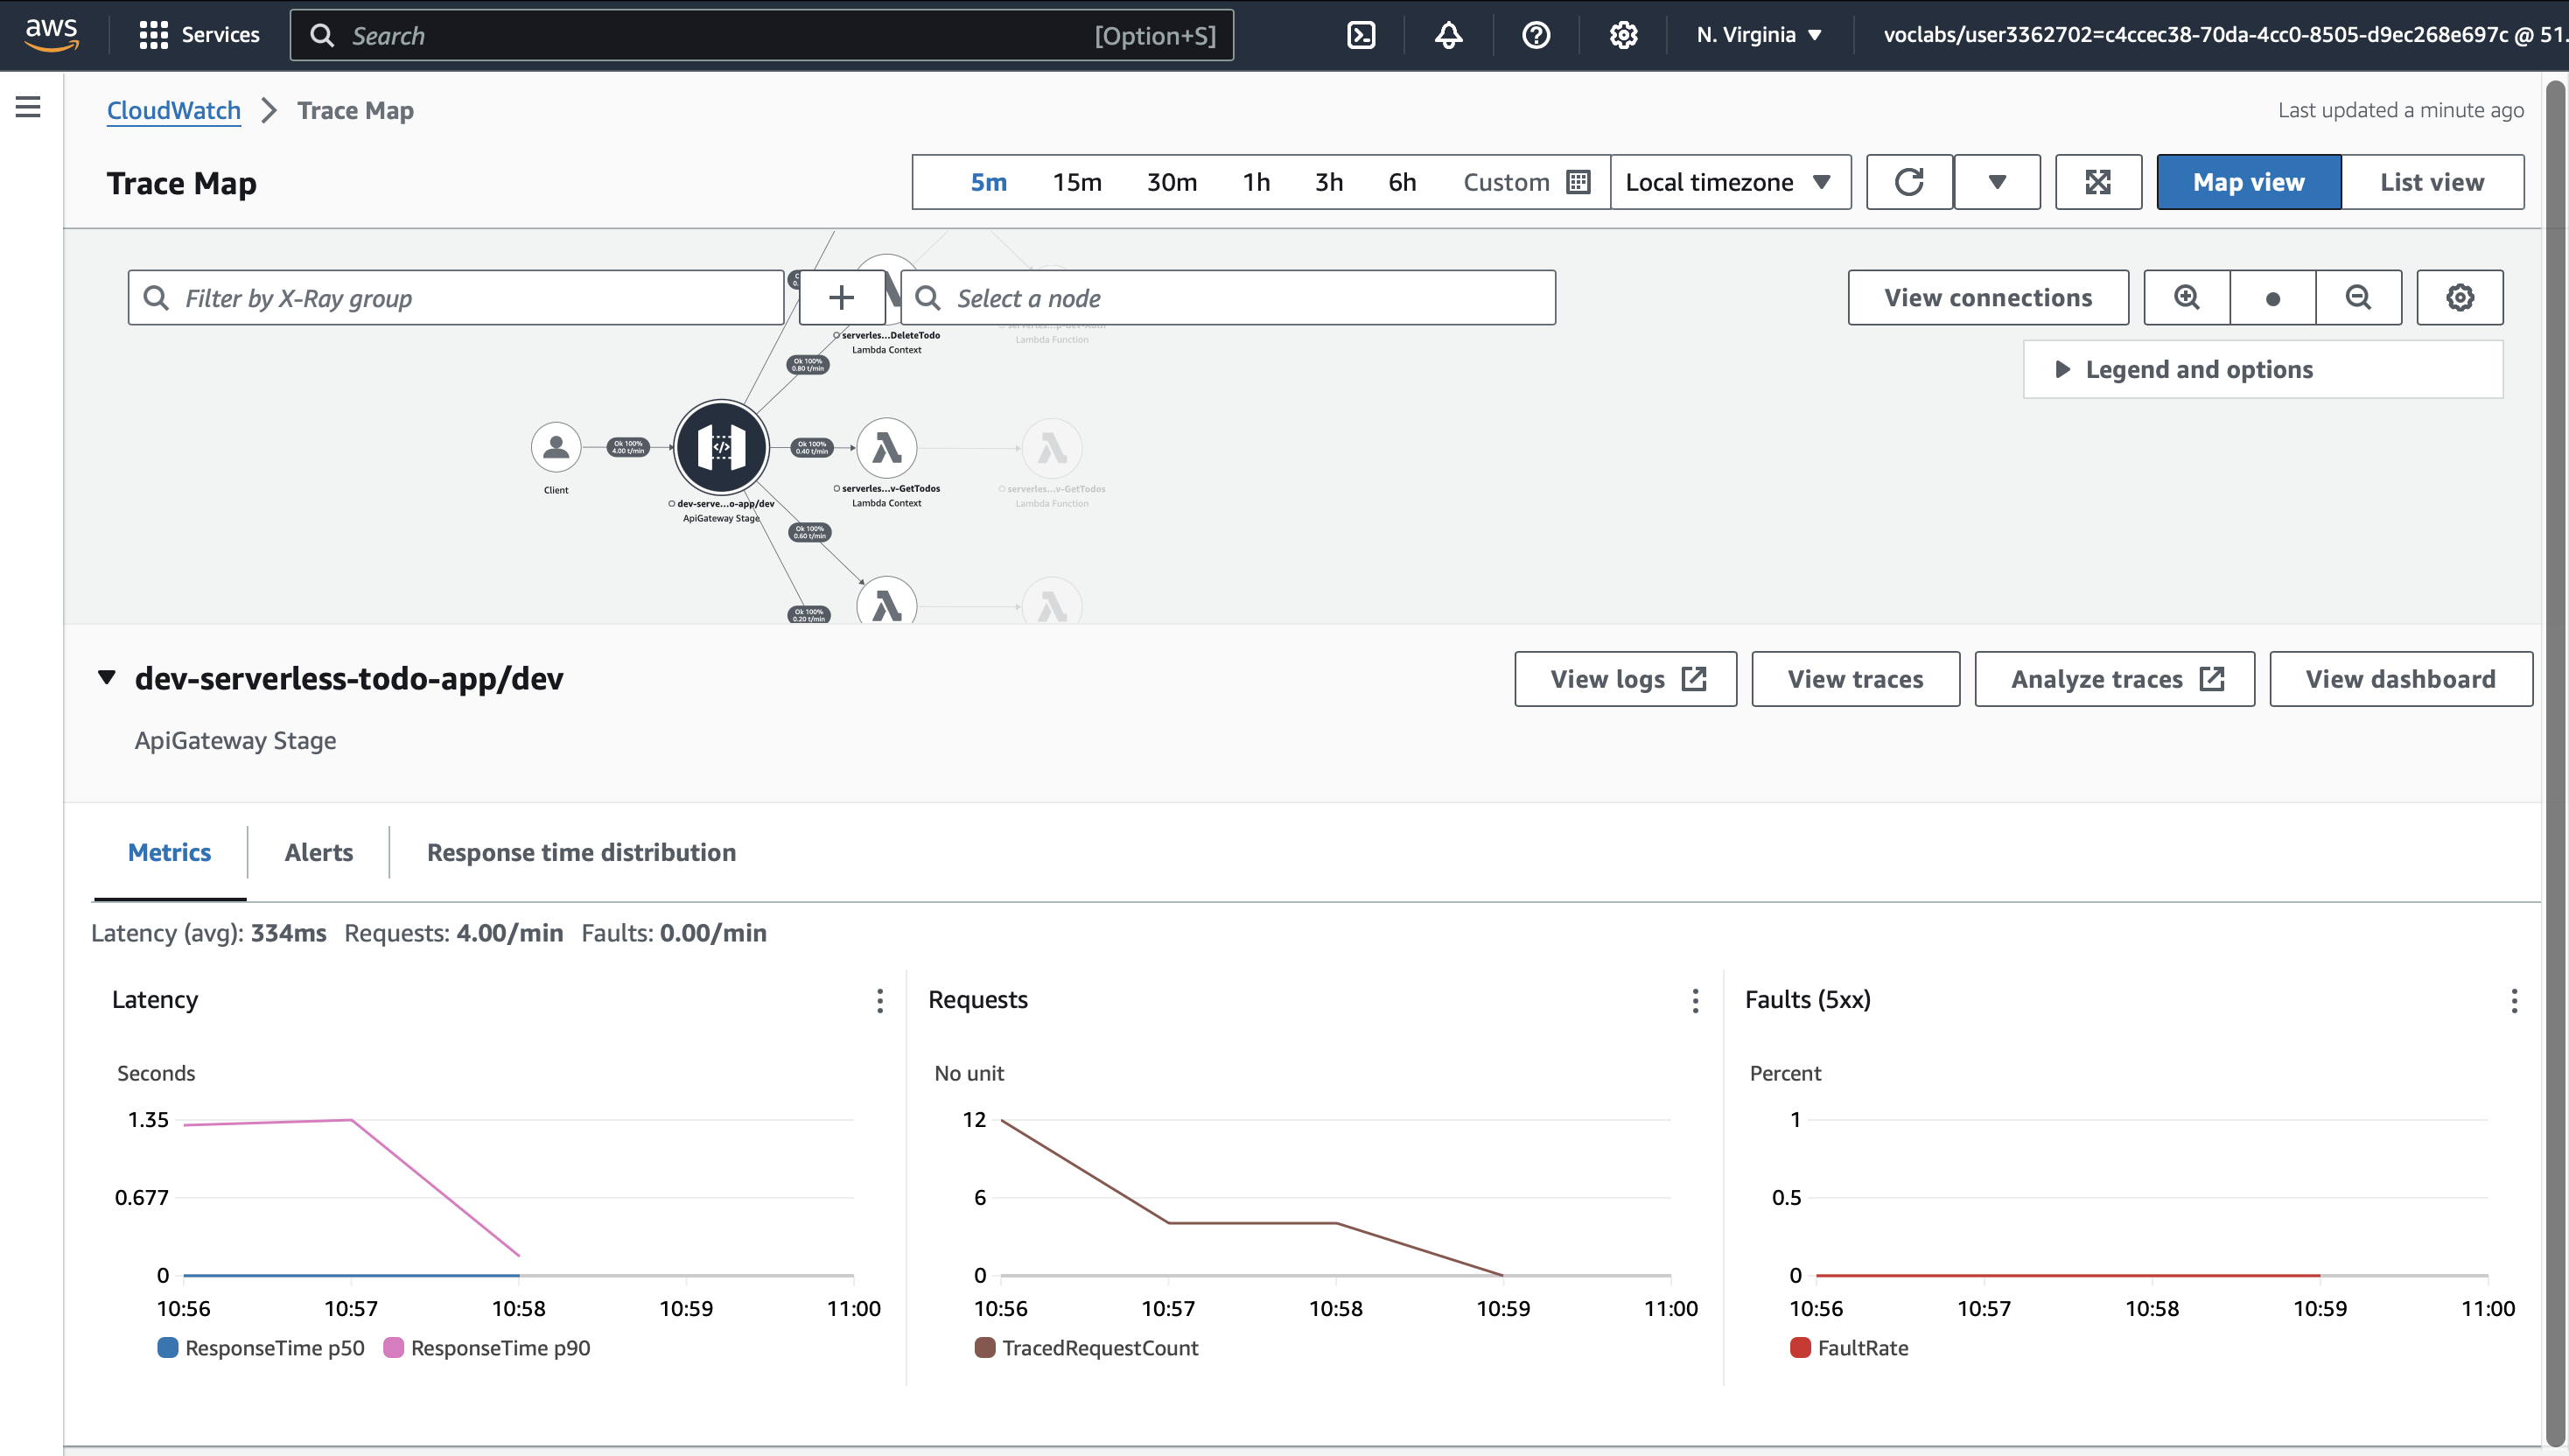 aws
Services
Search
[Option+S]
N. Virginia
voclabs/user3362702=c4ccec38-70da-4cc0-8505-d9ec268e697c @ 51.
CloudWatch
Trace Map
Last updated a minute ago
Trace Map
5m
15m
30m
1h
3h
6h
Custom
Local timezone
Map view
List view
Filter by X-Ray group
Select a node
View connections
Legend and options
serverles...DeleteTodo
Lambda Context
Lambda Function
Ok 100%
0.80 t/min
Client
Ok 100%
4.00 t/min
dev-serve...o-app/dev
ApiGateway Stage
Ok 100%
0.40 t/min
serverles...v-GetTodos
Lambda Context
serverles...v-GetTodos
Lambda Function
Ok 100%
0.60 t/min
Ok 100%
0.20 t/min
dev-serverless-todo-app/dev
ApiGateway Stage
View logs
View traces
Analyze traces
View dashboard
Metrics
Alerts
Response time distribution
Latency (avg): 334ms Requests: 4.00/min Faults: 0.00/min
Latency
Seconds
1.35
0.677
0
10:56
10:57
10:58
10:59
11:00
ResponseTime p50
ResponseTime p90
Requests
No unit
12
6
0
10:56
10:57
10:58
10:59
11:00
TracedRequestCount
Faults (5xx)
Percent
1
0.5
0
10:56
10:57
10:58
10:59
11:00
FaultRate